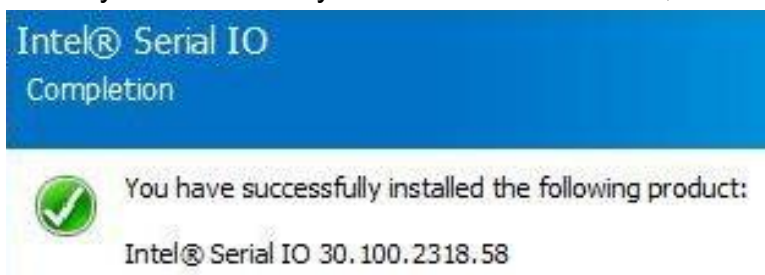 Intel® Serial IO
Completion
You have successfully installed the following product:
Intel® Serial IO 30.100.2318.58